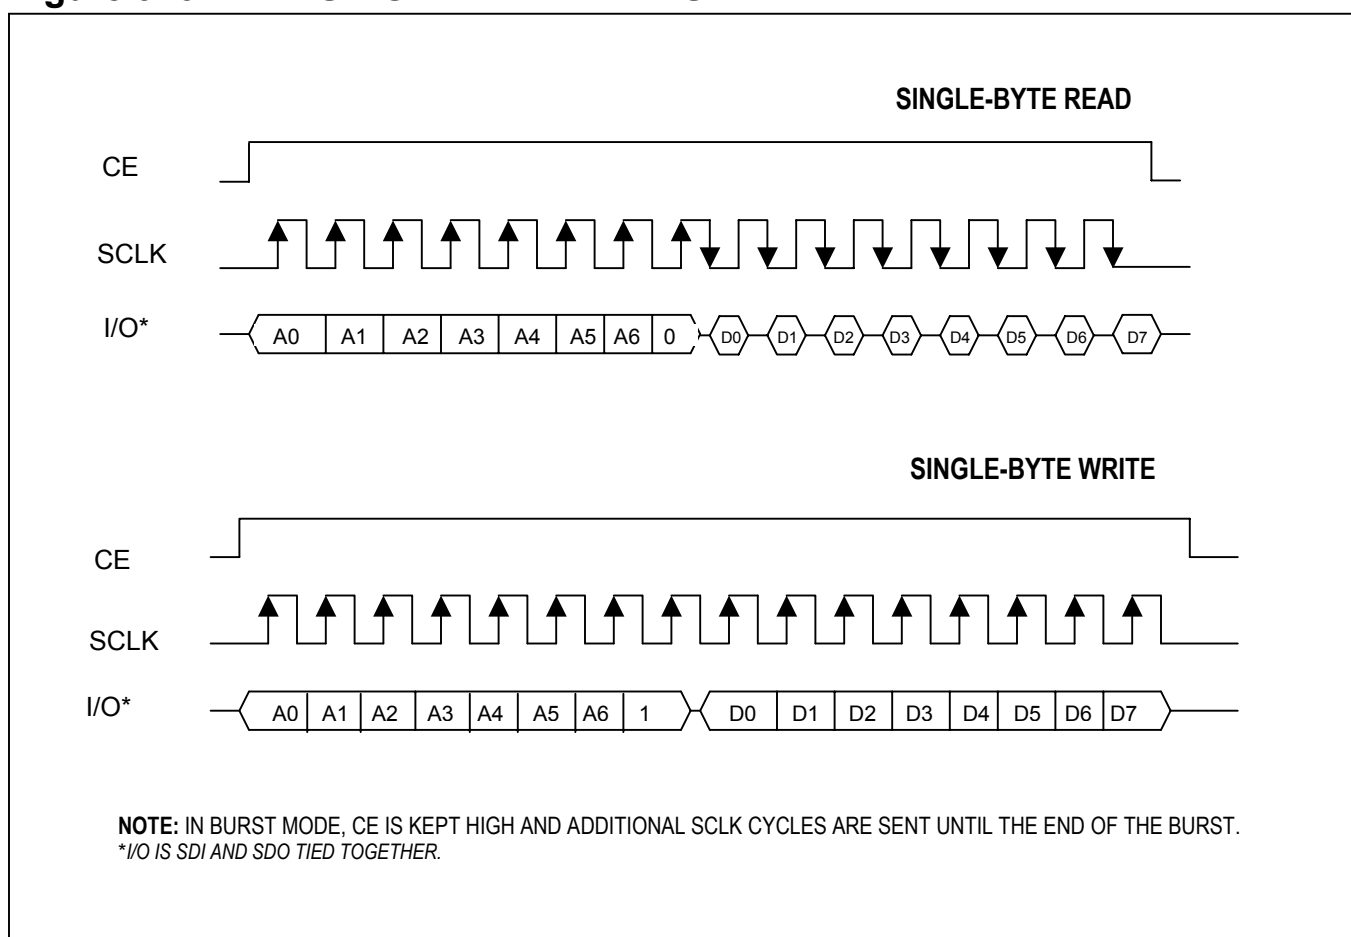 SINGLE-BYTE READ
CE
SCLK
I/O*
A0 A1 A2 A3 A4 A5 A6 0 D0 D1 D2 D3 D4 D5 D6 D7
SINGLE-BYTE WRITE
CE
SCLK
I/O*
A0 A1 A2 A3 A4 A5 A6 1 D0 D1 D2 D3 D4 D5 D6 D7
NOTE: IN BURST MODE, CE IS KEPT HIGH AND ADDITIONAL SCLK CYCLES ARE SENT UNTIL THE END OF THE BURST.
*I/O IS SDI AND SDO TIED TOGETHER.